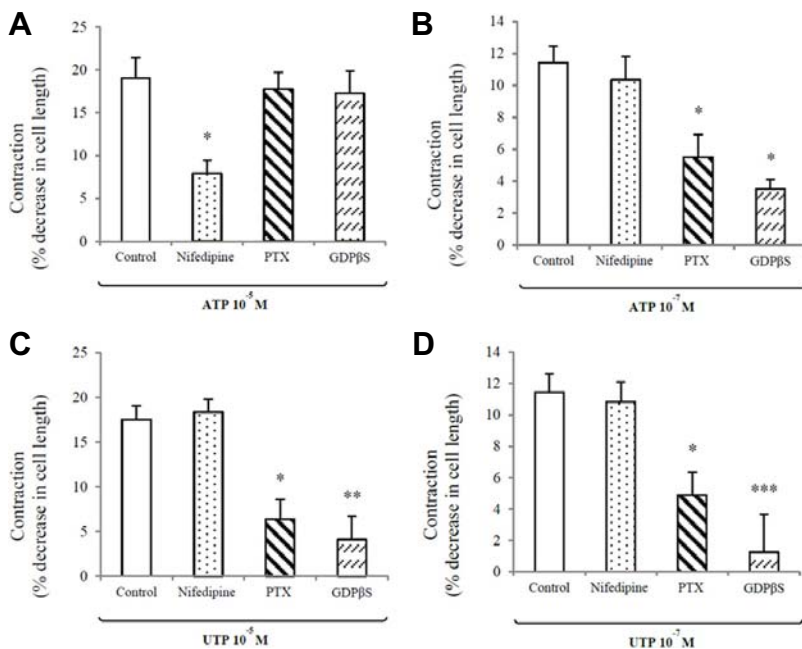 A
Contraction
(% decrease in cell length)
25
20
15
10
5
0
*
Control Nifedipine PTX GDPβS
ATP 10⁻⁵ M
B
Contraction
(% decrease in cell length)
14
12
10
8
6
4
2
0
*
*
Control Nifedipine PTX GDPβS
ATP 10⁻⁷ M
C
Contraction
(% decrease in cell length)
25
20
15
10
5
0
*
**
Control Nifedipine PTX GDPβS
UTP 10⁻⁵ M
D
Contraction
(% decrease in cell length)
14
12
10
8
6
4
2
0
*
***
Control Nifedipine PTX GDPβS
UTP 10⁻⁷ M